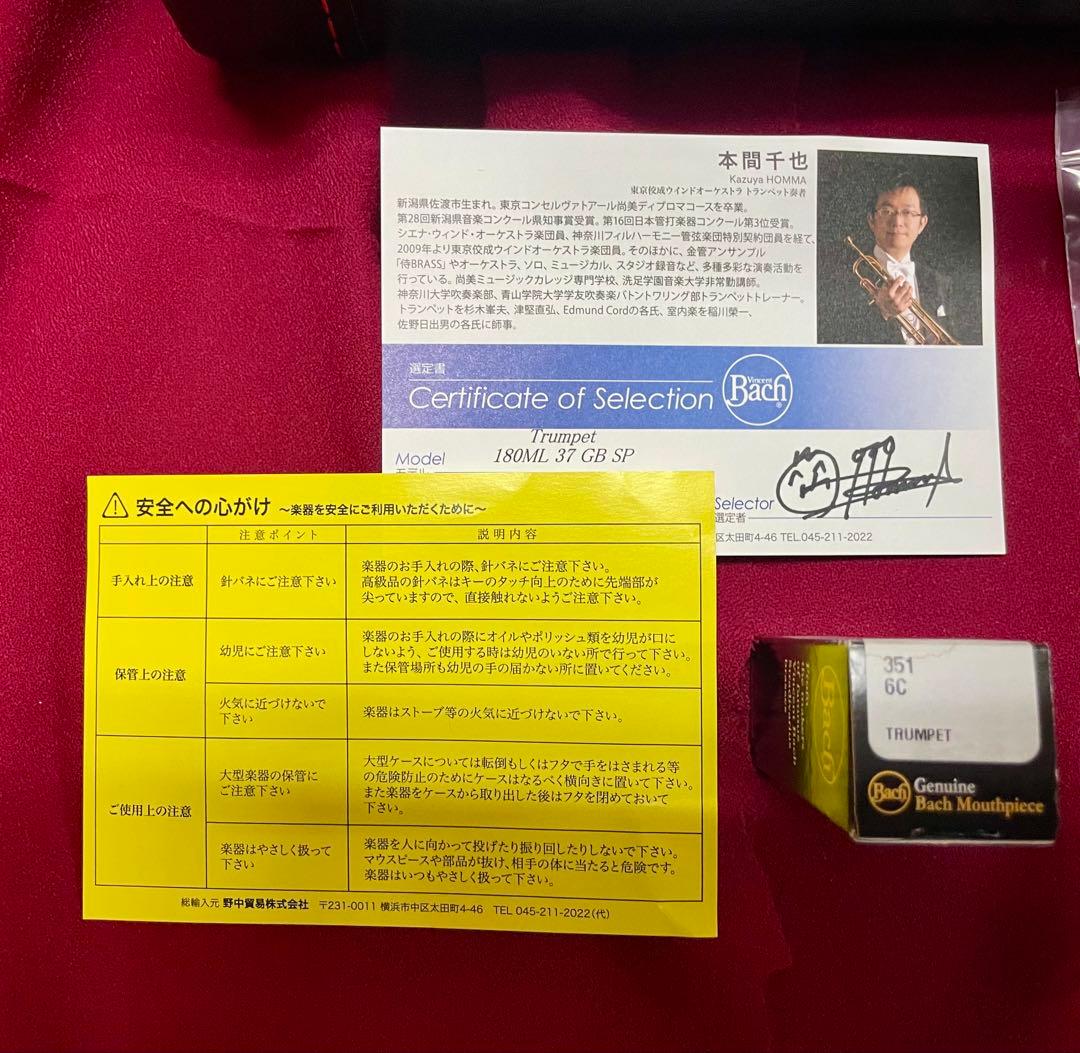 本間千也
Kazuya HOMMA
東京佼成ウインドオーケストラ トランペット奏者
新潟県佐渡市生まれ。東京コンセルヴァトアール尚美ディプロマコースを卒業。
第28回新潟県音楽コンクール県知事賞受賞。第16回日本管打楽器コンクール第3位受賞。
シエナ・ウィンド・オーケストラ楽団員、神奈川フィルハーモニー管弦楽団特別契約団員を経て、
2009年より東京佼成ウインドオーケストラ楽団員。そのほかに、金管アンサンブル
「侍BRASS」やオーケストラ、ソロ、ミュージカル、スタジオ録音など、多種多彩な演奏活動を
行っている。尚美ミュージックカレッジ専門学校、洗足学園音楽大学非常勤講師。
神奈川大学吹奏楽部、青山学院大学学友吹奏楽バトントワリング部トランペットトレーナー。
トランペットを杉木峯夫、津堅直弘、Edmund Cordの各氏、室内楽を稲川榮一、
佐野日出男の各氏に師事。
選定書
Certificate of Selection
Vincent
Bach
Trumpet
Model 180ML 37 GB SP
モデル
Selector
選定者
区太田町4-46 TEL.045-211-2022
安全への心がけ ～楽器を安全にご利用いただくために～
注意ポイント 説明内容
手入れ上の注意
針バネにご注意下さい
楽器のお手入れの際、針バネにご注意下さい。
高級品の針バネはキーのタッチ向上のために先端部が
尖っていますので、直接触れないようご注意下さい。
保管上の注意
幼児にご注意下さい
楽器のお手入れの際にオイルやポリッシュ類を幼児が口に
しないよう、ご使用する時は幼児のいない所で行って下さい。
また保管場所も幼児の手の届かない所に置いてください。
火気に近づけないで
下さい
楽器はストーブ等の火気に近づけないで下さい。
ご使用上の注意
大型楽器の保管に
ご注意下さい
大型ケースについては転倒もしくはフタで手をはさまれる等
の危険防止のためにケースはなるべく横向きに置いて下さい。
また楽器をケースから取り出した後はフタを閉めておいて
下さい。
楽器はやさしく扱って
下さい
楽器を人に向かって投げたり振り回したりしないで下さい。
マウスピースや部品が抜け、相手の体に当たると危険です。
楽器はいつもやさしく扱って下さい。
総輸入元 野中貿易株式会社 〒231-0011 横浜市中区太田町4-46 TEL 045-211-2022(代)
351
6C
TRUMPET
Bach
Genuine
Bach Mouthpiece
Bach